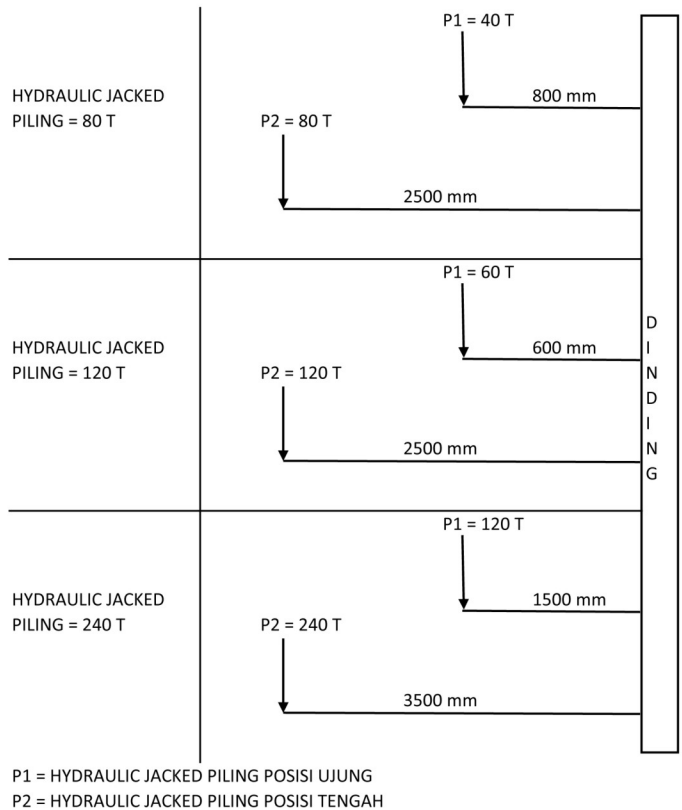 HYDRAULIC JACKED
PILING = 80 T
P1 = 40 T
800 mm
P2 = 80 T
2500 mm
HYDRAULIC JACKED
PILING = 120 T
P1 = 60 T
600 mm
P2 = 120 T
2500 mm
HYDRAULIC JACKED
PILING = 240 T
P1 = 120 T
1500 mm
P2 = 240 T
3500 mm
D
I
N
D
I
N
G
P1 = HYDRAULIC JACKED PILING POSISI UJUNG
P2 = HYDRAULIC JACKED PILING POSISI TENGAH